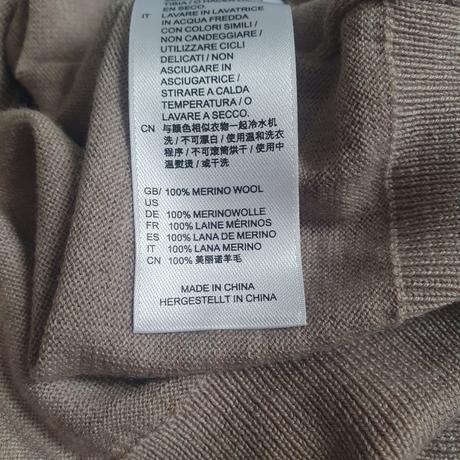 TIBIA / O HACER
EN SECO.
IT LAVARE IN LAVATRICE
IN ACQUA FREDDA
CON COLORI SIMILI /
NON CANDEGGIARE /
UTILIZZARE CICLI
DELICATI / NON
ASCIUGARE IN
ASCIUGATRICE /
STIRARE A CALDA
TEMPERATURA / O
LAVARE A SECCO.
CN 与颜色相似衣物一起冷水机
洗 / 不可漂白 / 使用温和洗衣
程序 / 不可滚筒烘干 / 使用中
温熨烫 / 或干洗
GB/ 100% MERINO WOOL
US
DE 100% MERINOWOLLE
FR 100% LAINE MÉRINOS
ES 100% LANA DE MERINO
IT 100% LANA MERINO
CN 100% 美丽诺羊毛
MADE IN CHINA
HERGESTELLT IN CHINA